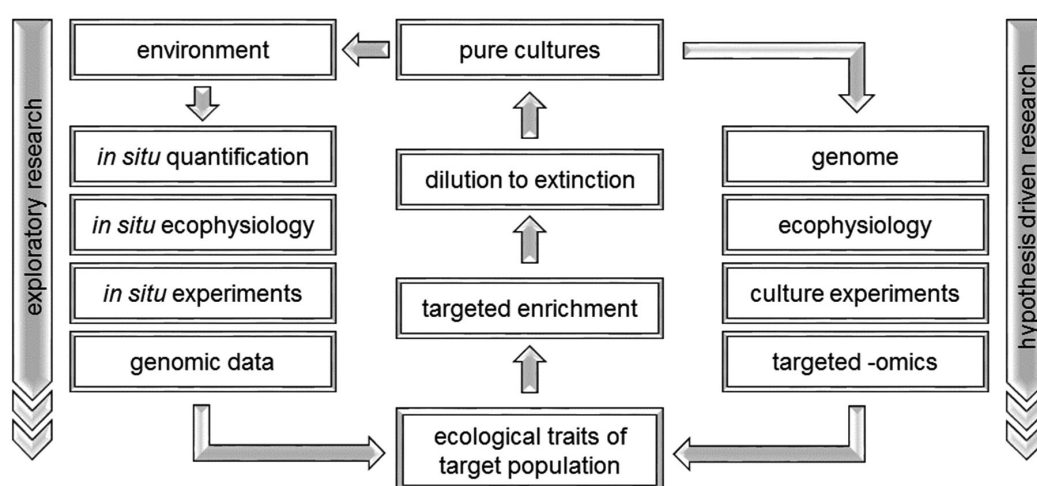 exploratory research
environment
in situ quantification
in situ ecophysiology
in situ experiments
genomic data
pure cultures
dilution to extinction
targeted enrichment
ecological traits of
target population
genome
ecophysiology
culture experiments
targeted -omics
hypothesis driven research